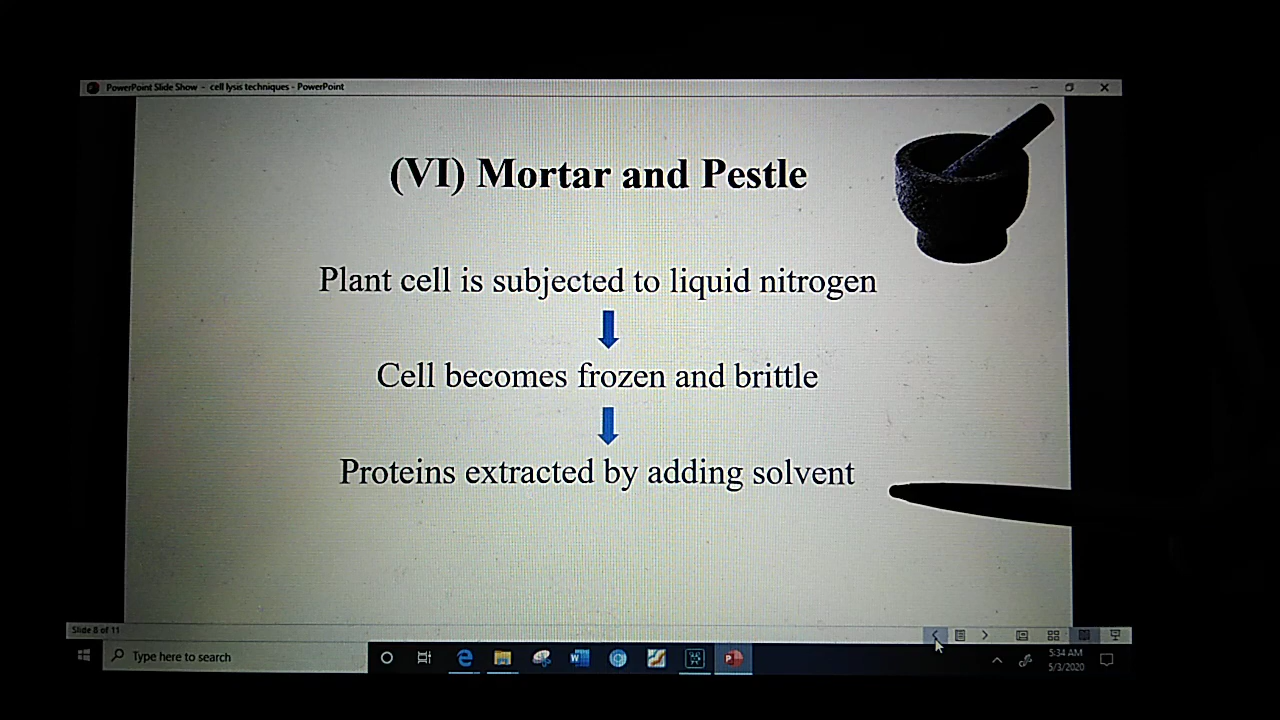 PowerPoint Slide Show - cell lysis techniques - PowerPoint
(VI) Mortar and Pestle
Plant cell is subjected to liquid nitrogen
Cell becomes frozen and brittle
Proteins extracted by adding solvent
Slide 8 of 11
Type here to search
5:34 AM
5/3/2020